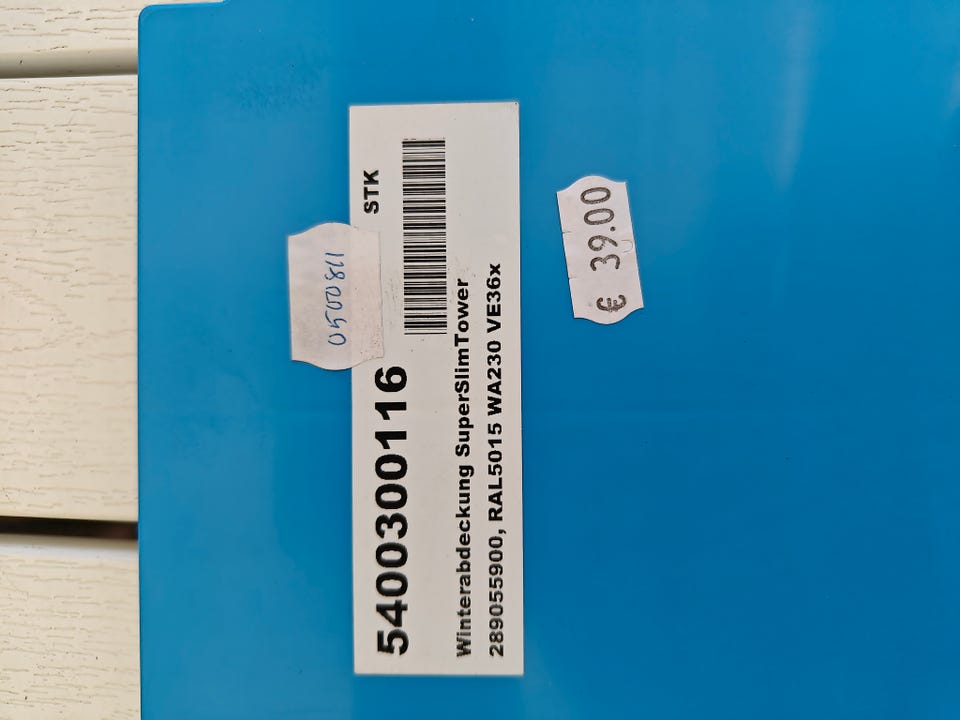 0500811
STK
5400300116
Winterabdeckung SuperSlimTower
289055900, RAL5015 WA230 VE36x
€ 39.00